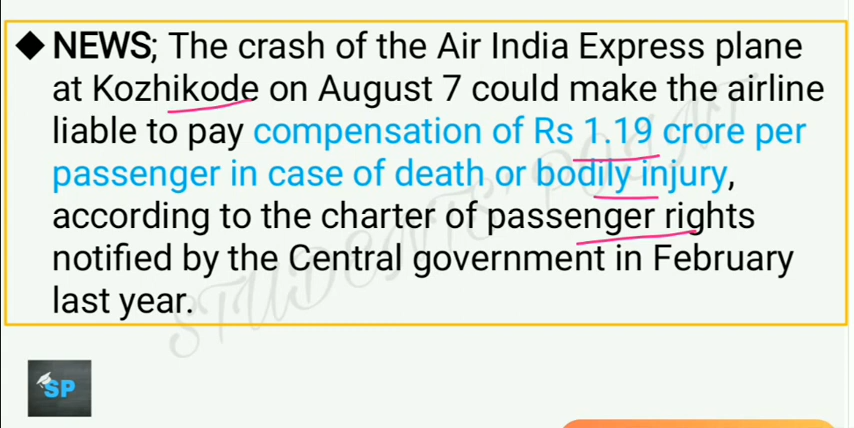 ◆ NEWS; The crash of the Air India Express plane
at Kozhikode on August 7 could make the airline
liable to pay compensation of Rs 1.19 crore per
passenger in case of death or bodily injury,
according to the charter of passenger rights
notified by the Central government in February
last year.
STUDENTS' POINT
SP